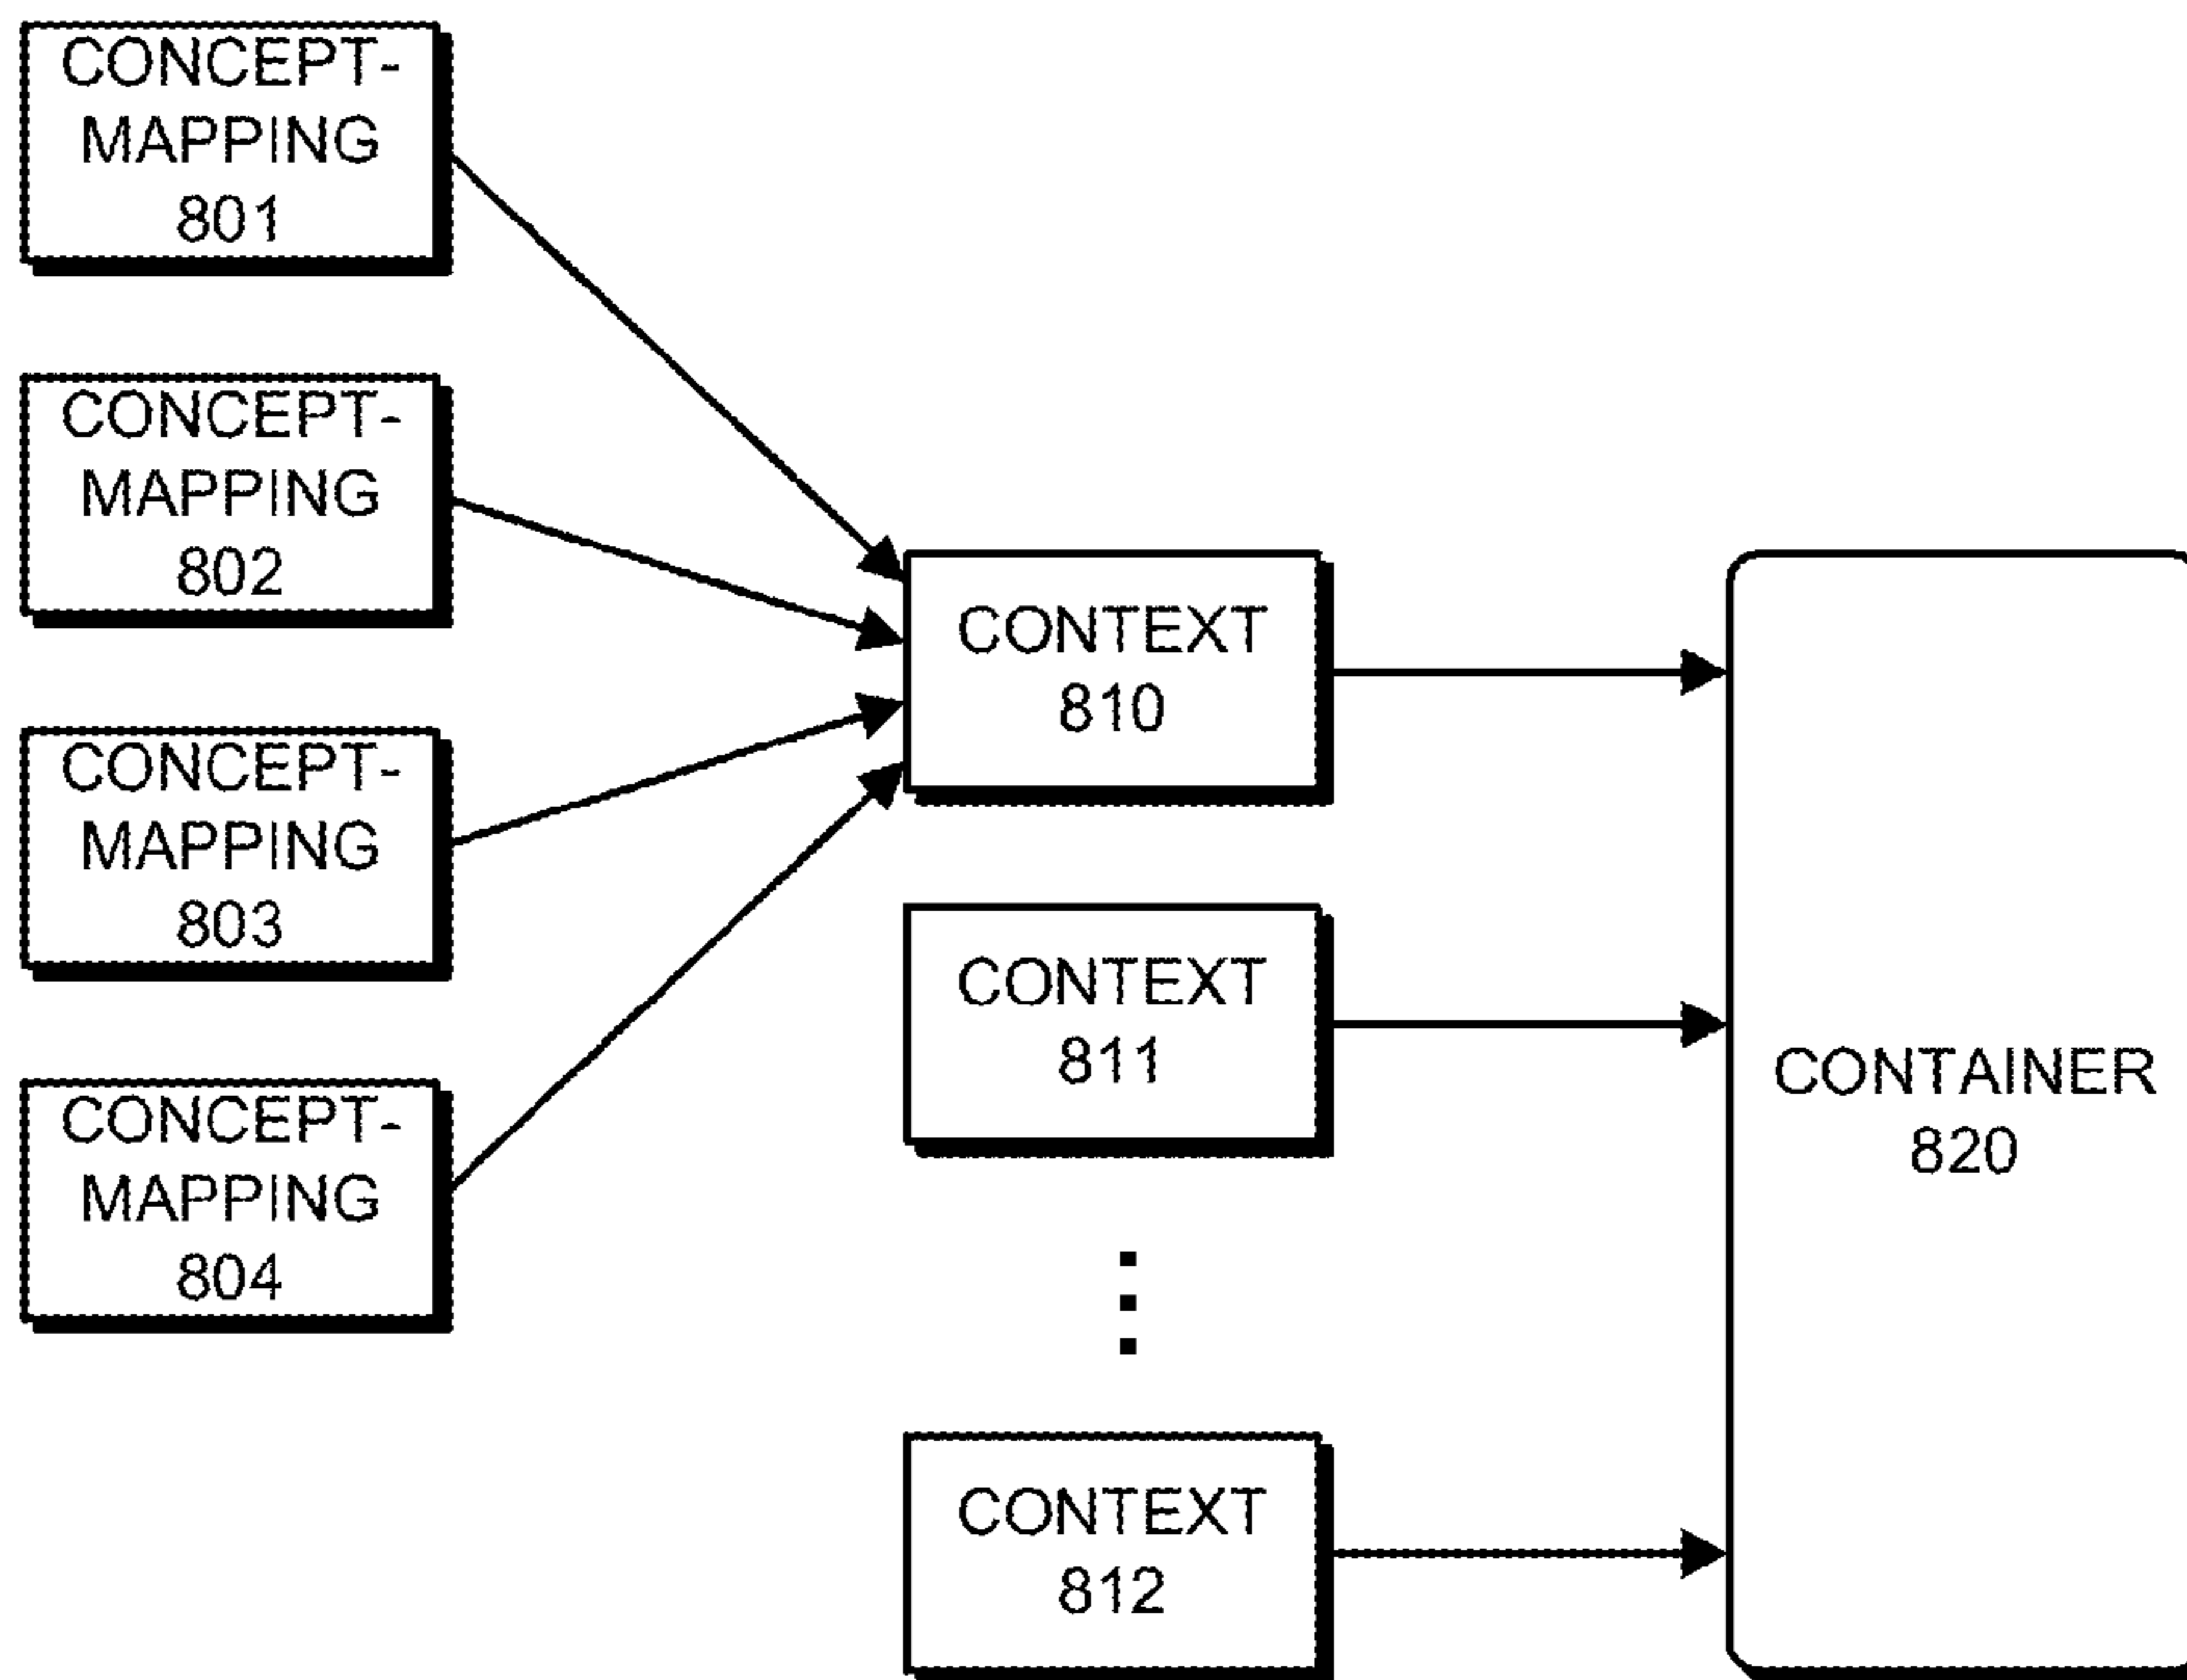 CONCEPT-
MAPPING
801
CONCEPT-
MAPPING
802
CONCEPT-
MAPPING
803
CONCEPT-
MAPPING
804
CONTEXT
810
CONTEXT
811
CONTEXT
812
CONTAINER
820